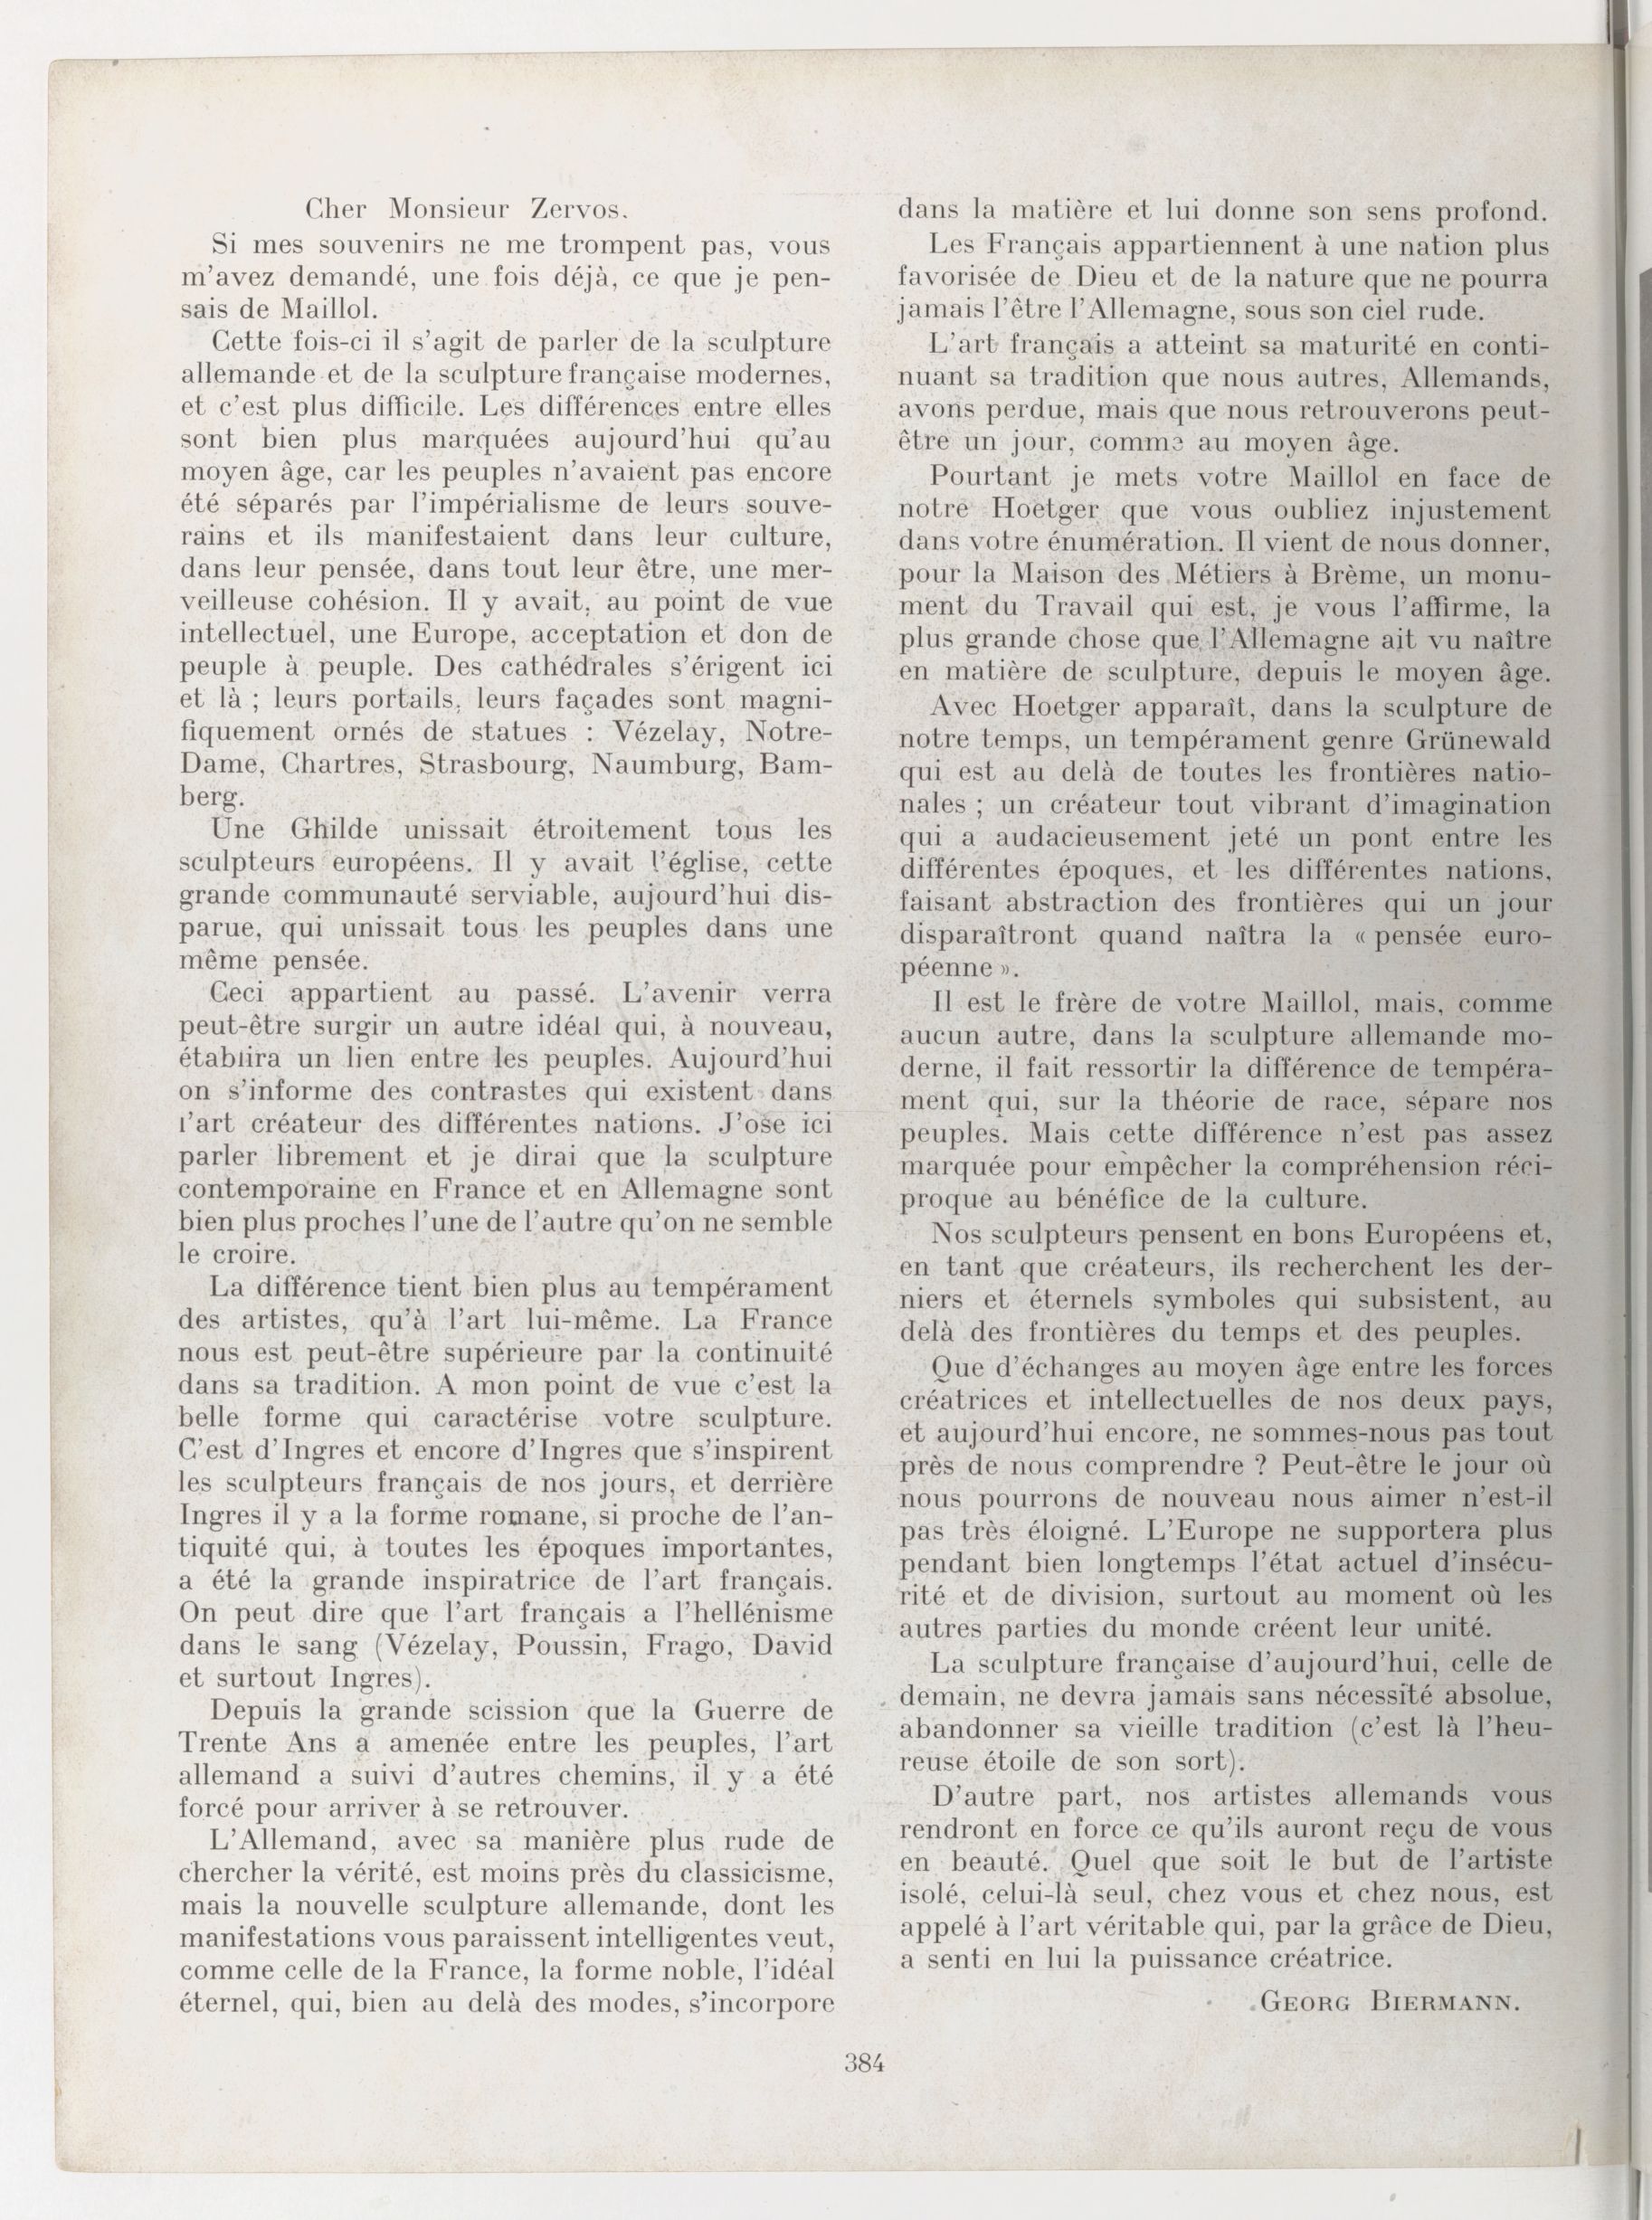 Cher Monsieur Zervos.
Si mes souvenirs ne me trompent pas, vous
m'avez demandé, une fois déjà, ce que je pen-
sais de Maillol.
Cette fois-ci il s'agit de parler de la sculpture
allemande et de la sculpture française modernes,
et c'est plus difficile. Les différences entre elles
sont bien plus marquées aujourd'hui qu'au
moyen âge, car les peuples n'avaient pas encore
été séparés par l'impérialisme de leurs souve-
rains et ils manifestaient dans leur culture,
dans leur pensée, dans tout leur être, une mer-
veilleuse cohésion. Il y avait, au point de vue
intellectuel, une Europe, acceptation et don de
peuple à peuple. Des cathédrales s'érigent ici
et là ; leurs portails, leurs façades sont magni-
fiquement ornés de statues : Vézelay, Notre-
Dame, Chartres, Strasbourg, Naumburg, Bam-
berg.
Une Ghilde unissait étroitement tous les
sculpteurs européens. Il y avait l'église, cette
grande communauté serviable, aujourd'hui dis-
parue, qui unissait tous les peuples dans une
même pensée.
Ceci appartient au passé. L'avenir verra
peut-être surgir un autre idéal qui, à nouveau,
établira un lien entre les peuples. Aujourd'hui
on s'informe des contrastes qui existent dans
l'art créateur des différentes nations. J'ose ici
parler librement et je dirai que la sculpture
contemporaine en France et en Allemagne sont
bien plus proches l'une de l'autre qu'on ne semble
le croire.
La différence tient bien plus au tempérament
des artistes, qu'à l'art lui-même. La France
nous est peut-être supérieure par la continuité
dans sa tradition. A mon point de vue c'est la
belle forme qui caractérise votre sculpture.
C'est d'Ingres et encore d'Ingres que s'inspirent
les sculpteurs français de nos jours, et derrière
Ingres il y a la forme romane, si proche de l'an-
tiquité qui, à toutes les époques importantes,
a été la grande inspiratrice de l'art français.
On peut dire que l'art français a l'hellénisme
dans le sang (Vézelay, Poussin, Frago, David
et surtout Ingres).
Depuis la grande scission que la Guerre de
Trente Ans a amenée entre les peuples, l'art
allemand a suivi d'autres chemins, il y a été
forcé pour arriver à se retrouver.
L'Allemand, avec sa manière plus rude de
chercher la vérité, est moins près du classicisme,
mais la nouvelle sculpture allemande, dont les
manifestations vous paraissent intelligentes veut,
comme celle de la France, la forme noble, l'idéal
éternel, qui, bien au delà des modes, s'incorpore
dans la matière et lui donne son sens profond.
Les Français appartiennent à une nation plus
favorisée de Dieu et de la nature que ne pourra
jamais l'être l'Allemagne, sous son ciel rude.
L'art français a atteint sa maturité en conti-
nuant sa tradition que nous autres, Allemands,
avons perdue, mais que nous retrouverons peut-
être un jour, comme au moyen âge.
Pourtant je mets votre Maillol en face de
notre Hoetger que vous oubliez injustement
dans votre énumération. Il vient de nous donner,
pour la Maison des Métiers à Brème, un monu-
ment du Travail qui est, je vous l'affirme, la
plus grande chose que l'Allemagne ait vu naître
en matière de sculpture, depuis le moyen âge.
Avec Hoetger apparaît, dans la sculpture de
notre temps, un tempérament genre Grünewald
qui est au delà de toutes les frontières natio-
nales ; un créateur tout vibrant d'imagination
qui a audacieusement jeté un pont entre les
différentes époques, et les différentes nations,
faisant abstraction des frontières qui un jour
disparaîtront quand naîtra la « pensée euro-
péenne ».
Il est le frère de votre Maillol, mais, comme
aucun autre, dans la sculpture allemande mo-
derne, il fait ressortir la différence de tempéra-
ment qui, sur la théorie de race, sépare nos
peuples. Mais cette différence n'est pas assez
marquée pour empêcher la compréhension réci-
proque au bénéfice de la culture.
Nos sculpteurs pensent en bons Européens et,
en tant que créateurs, ils recherchent les der-
niers et éternels symboles qui subsistent, au
delà des frontières du temps et des peuples.
Que d'échanges au moyen âge entre les forces
créatrices et intellectuelles de nos deux pays,
et aujourd'hui encore, ne sommes-nous pas tout
près de nous comprendre ? Peut-être le jour où
nous pourrons de nouveau nous aimer n'est-il
pas très éloigné. L'Europe ne supportera plus
pendant bien longtemps l'état actuel d'insécu-
rité et de division, surtout au moment où les
autres parties du monde créent leur unité.
La sculpture française d'aujourd'hui, celle de
demain, ne devra jamais sans nécessité absolue,
abandonner sa vieille tradition (c'est là l'heu-
reuse étoile de son sort).
D'autre part, nos artistes allemands vous
rendront en force ce qu'ils auront reçu de vous
en beauté. Quel que soit le but de l'artiste
isolé, celui-là seul, chez vous et chez nous, est
appelé à l'art véritable qui, par la grâce de Dieu,
a senti en lui la puissance créatrice.
GEORG BIERMANN.
384